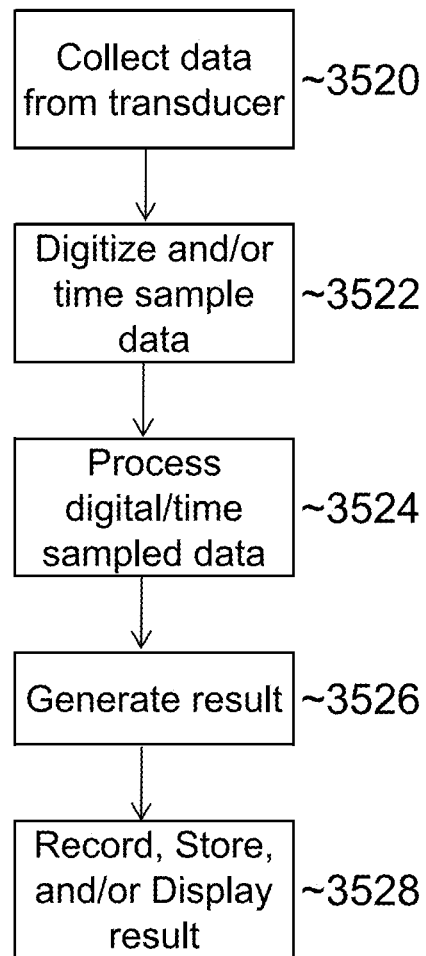 Collect data
from transducer
~3520
Digitize and/or
time sample
data
~3522
Process
digital/time
sampled data
~3524
Generate result
~3526
Record, Store,
and/or Display
result
~3528